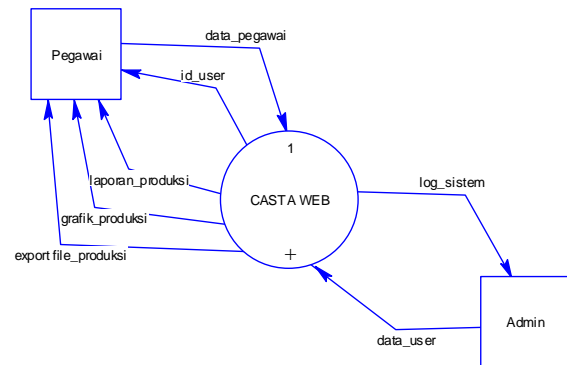 data_pegawai
Pegawai
id_user
1
laporan_produksi
log_sistem
CASTA WEB
grafik_produksi
export file_produksi
+
Admin
data_user